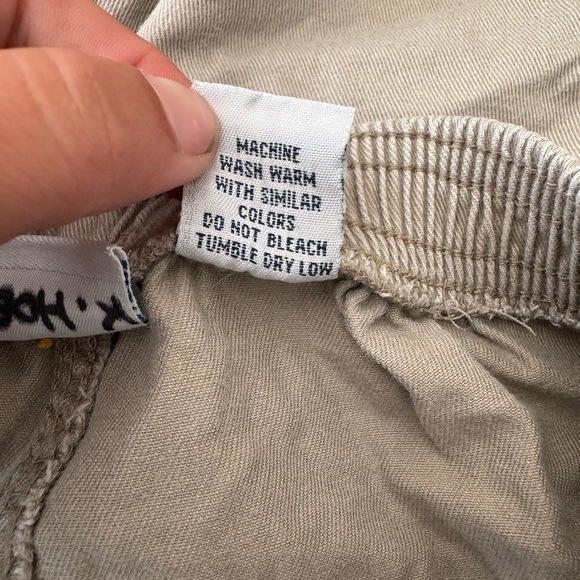 MACHINE
WASH WARM
WITH SIMILAR
COLORS
DO NOT BLEACH
TUMBLE DRY LOW